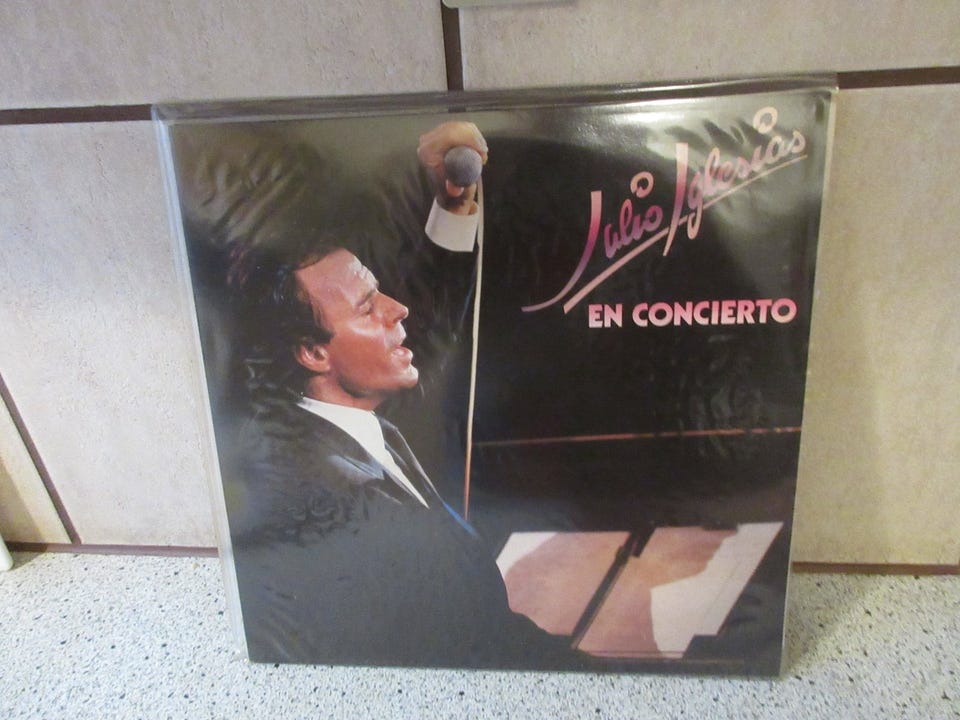 Julio Iglesias
EN CONCIERTO